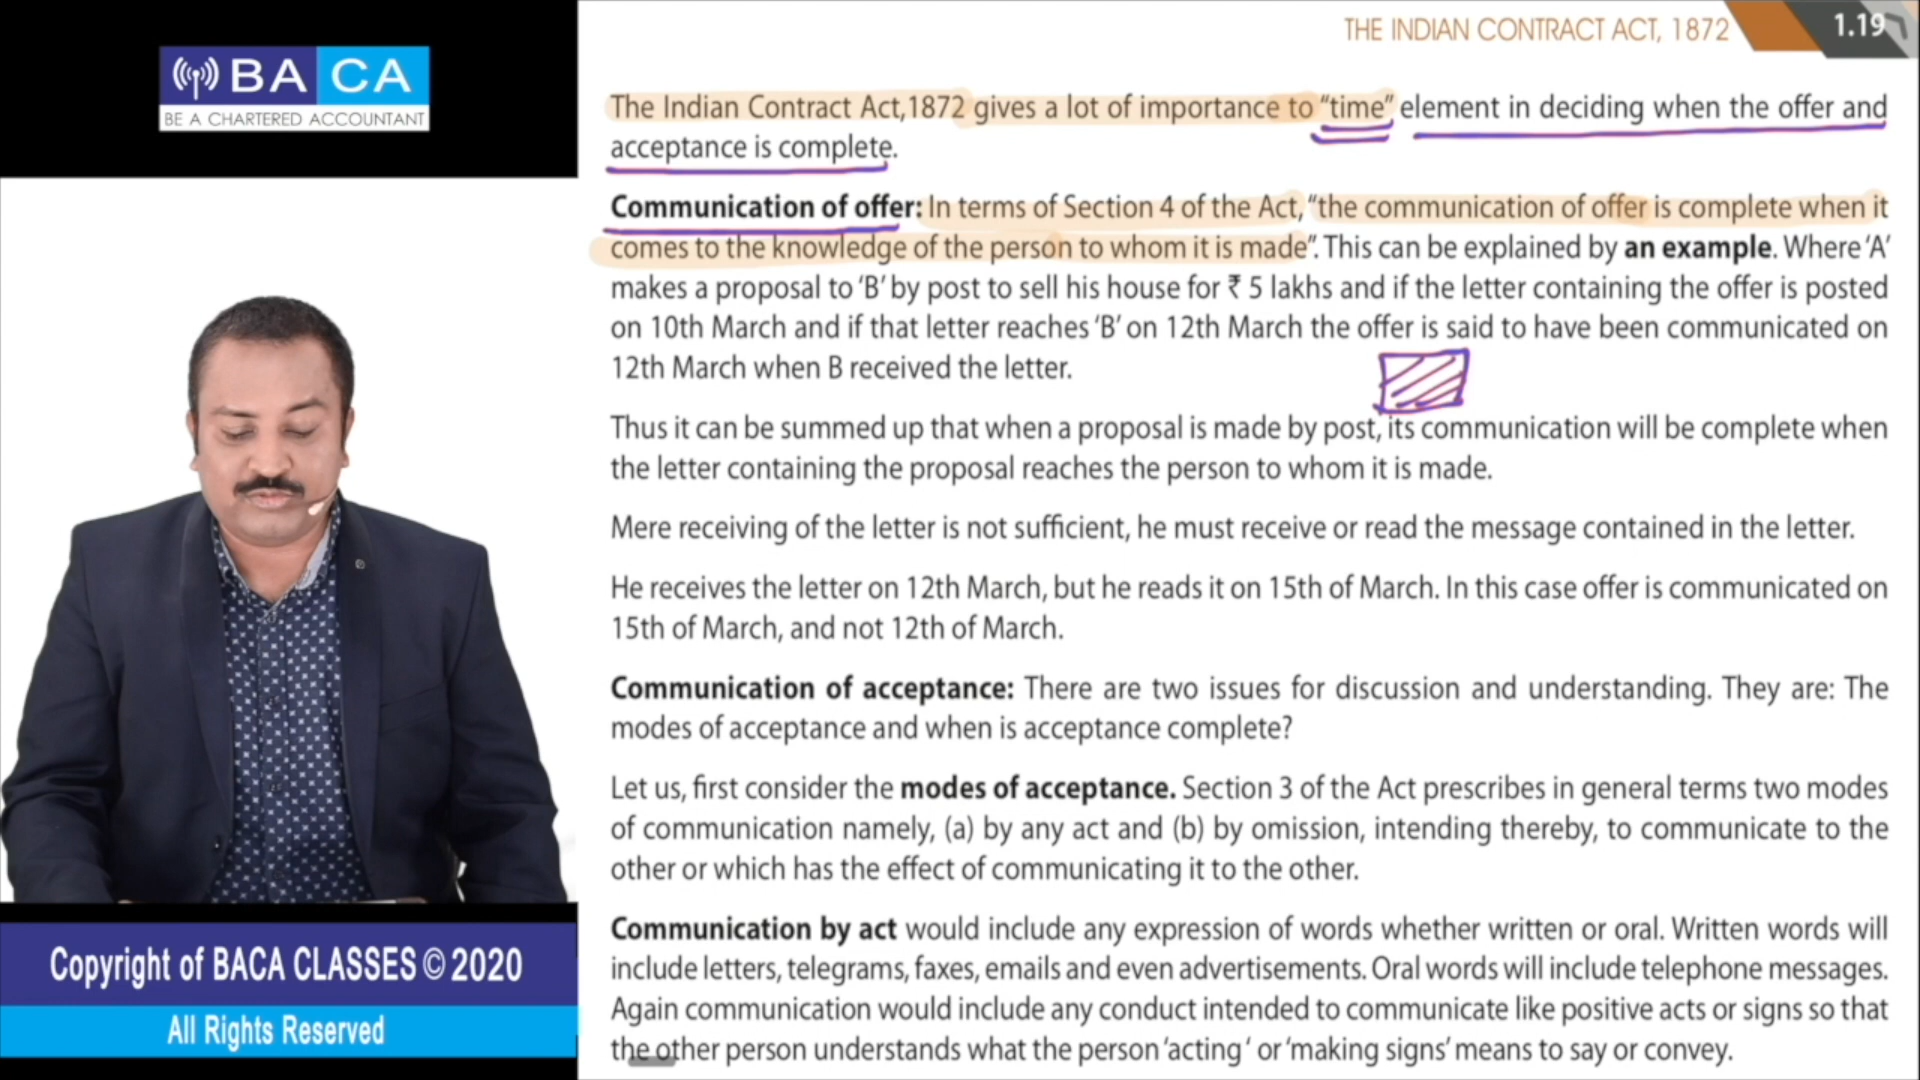 BA CA
BE A CHARTERED ACCOUNTANT
THE INDIAN CONTRACT ACT, 1872
1.19
The Indian Contract Act,1872 gives a lot of importance to “time” element in deciding when the offer and
acceptance is complete.
Communication of offer: In terms of Section 4 of the Act, “the communication of offer is complete when it
comes to the knowledge of the person to whom it is made”. This can be explained by an example. Where ‘A’
makes a proposal to ‘B’ by post to sell his house for ₹ 5 lakhs and if the letter containing the offer is posted
on 10th March and if that letter reaches ‘B’ on 12th March the offer is said to have been communicated on
12th March when B received the letter.
Thus it can be summed up that when a proposal is made by post, its communication will be complete when
the letter containing the proposal reaches the person to whom it is made.
Mere receiving of the letter is not sufficient, he must receive or read the message contained in the letter.
He receives the letter on 12th March, but he reads it on 15th of March. In this case offer is communicated on
15th of March, and not 12th of March.
Communication of acceptance: There are two issues for discussion and understanding. They are: The
modes of acceptance and when is acceptance complete?
Let us, first consider the modes of acceptance. Section 3 of the Act prescribes in general terms two modes
of communication namely, (a) by any act and (b) by omission, intending thereby, to communicate to the
other or which has the effect of communicating it to the other.
Communication by act would include any expression of words whether written or oral. Written words will
include letters, telegrams, faxes, emails and even advertisements. Oral words will include telephone messages.
Again communication would include any conduct intended to communicate like positive acts or signs so that
the other person understands what the person ‘acting ‘ or ‘making signs’ means to say or convey.
Copyright of BACA CLASSES © 2020
All Rights Reserved